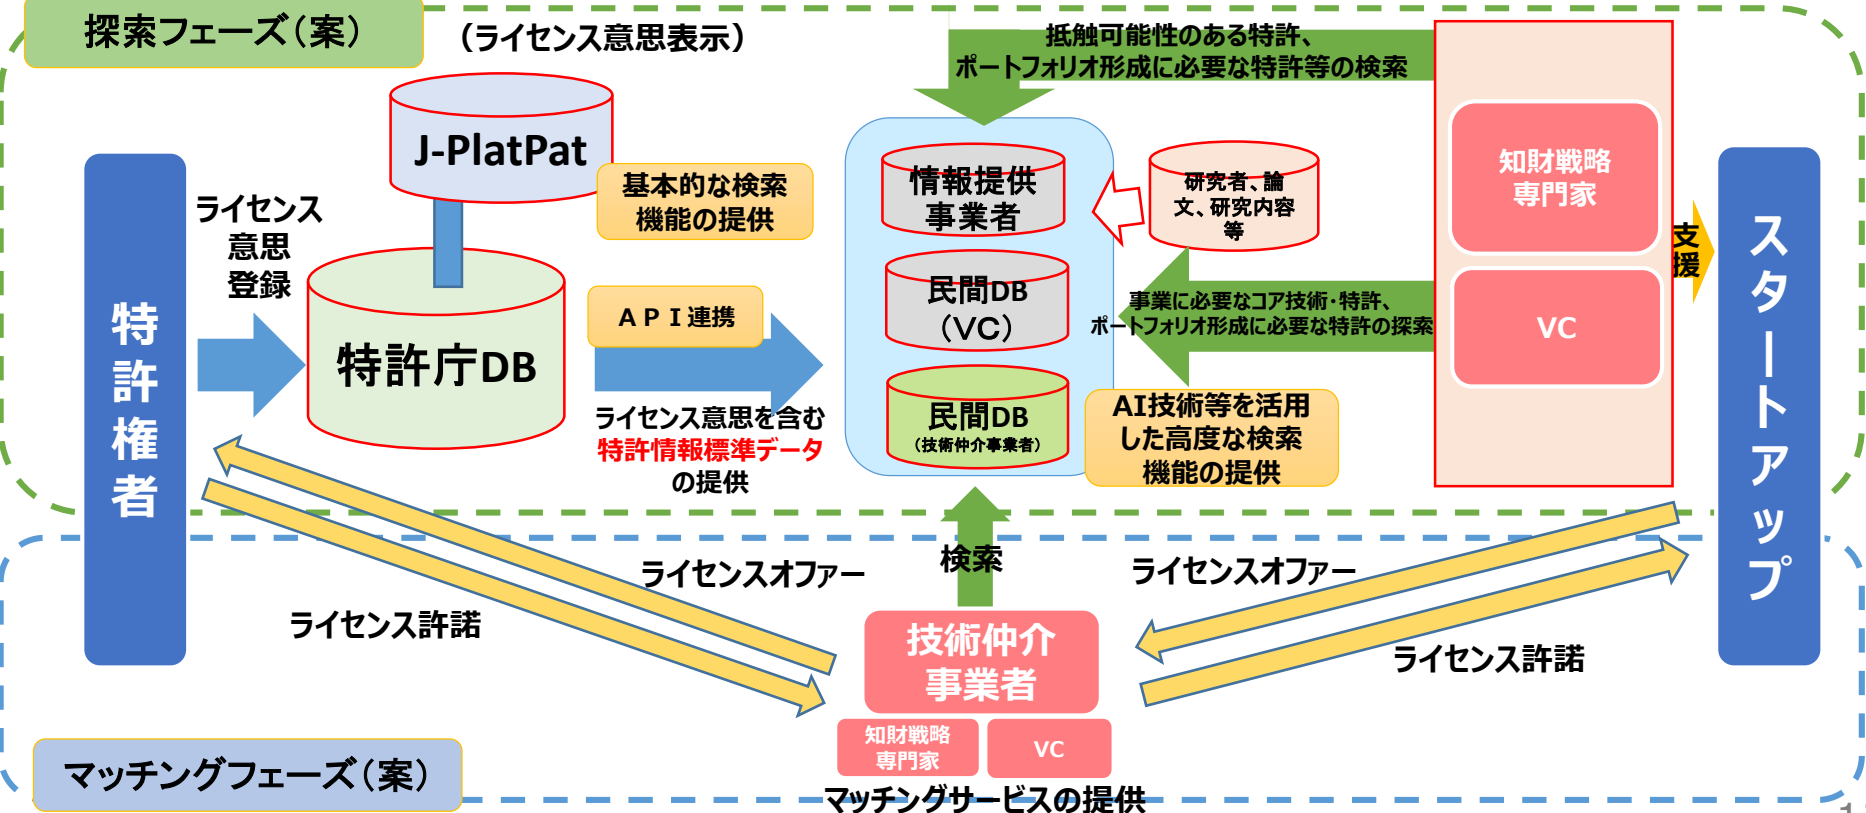 探索フェーズ（案）
（ライセンス意思表示）
抵触可能性のある特許、
ポートフォリオ形成に必要な特許等の検索
J-PlatPat
基本的な検索
機能の提供
情報提供
事業者
研究者、論
文、研究内容
等
知財戦略
専門家
支援
スタートアップ
ライセンス
意思
登録
特許権者
特許庁DB
ＡＰＩ連携
民間DB
（VC）
事業に必要なコア技術・特許、
ポートフォリオ形成に必要な特許の探索
VC
ライセンス意思を含む
特許情報標準データ
の提供
民間DB
（技術仲介事業者）
AI技術等を活用
した高度な検索
機能の提供
検索
ライセンスオファー
ライセンスオファー
ライセンス許諾
ライセンス許諾
技術仲介
事業者
知財戦略
専門家
VC
マッチングサービスの提供
マッチングフェーズ（案）